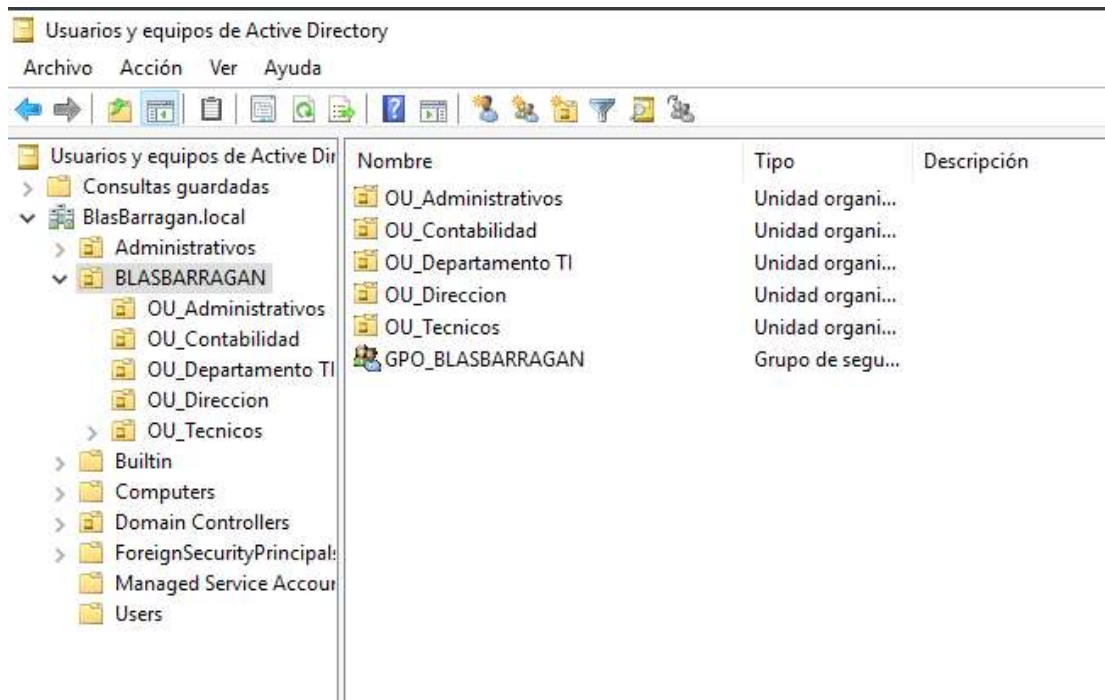 Usuarios y equipos de Active Directory
Archivo Acción Ver Ayuda
Usuarios y equipos de Active Dir
Consultas guardadas
BlasBarragan.local
Administrativos
BLASBARRAGAN
OU_Administrativos
OU_Contabilidad
OU_Departamento TI
OU_Direccion
OU_Tecnicos
Builtin
Computers
Domain Controllers
ForeignSecurityPrincipals
Managed Service Accour
Users
Nombre Tipo Descripción
OU_Administrativos Unidad organi...
OU_Contabilidad Unidad organi...
OU_Departamento TI Unidad organi...
OU_Direccion Unidad organi...
OU_Tecnicos Unidad organi...
GPO_BLASBARRAGAN Grupo de segu...